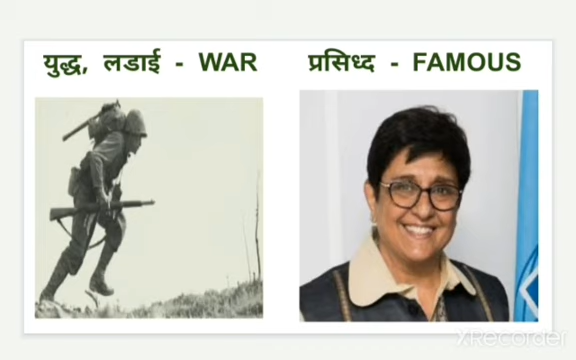 युद्ध, लडाई - WAR
प्रसिध्द - FAMOUS
XRecorder